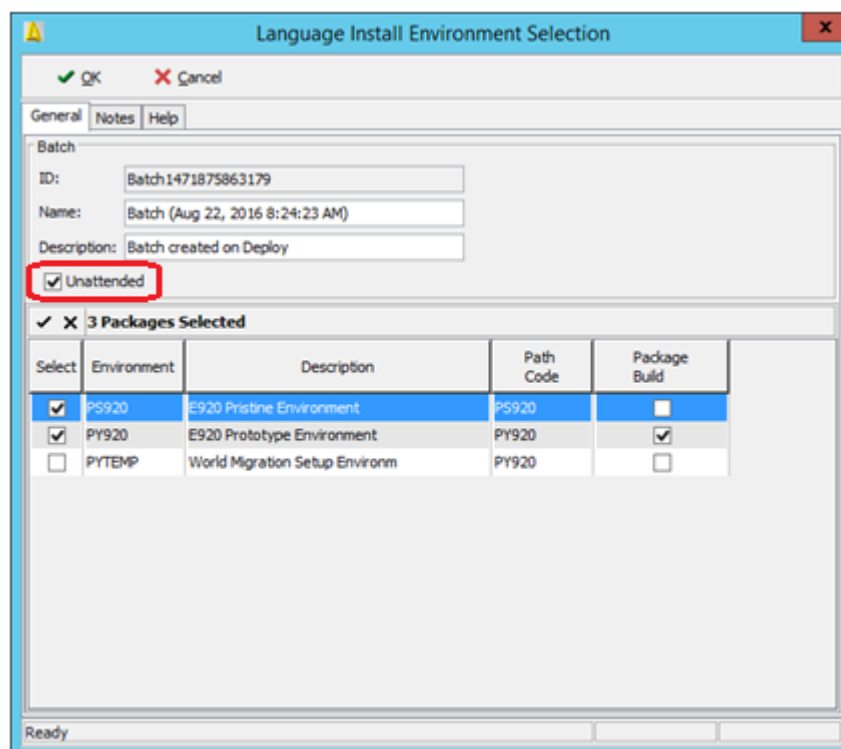 Language Install Environment Selection
x
OK Cancel
General Notes Help
Batch
ID: Batch1471875863179
Name: Batch (Aug 22, 2016 8:24:23 AM)
Description: Batch created on Deploy
Unattended
3 Packages Selected
Select Environment Description Path Code Package Build
PS920 E920 Pristine Environment PS920
PY920 E920 Prototype Environment PY920
PYTEMP World Migration Setup Environm PY920
Ready